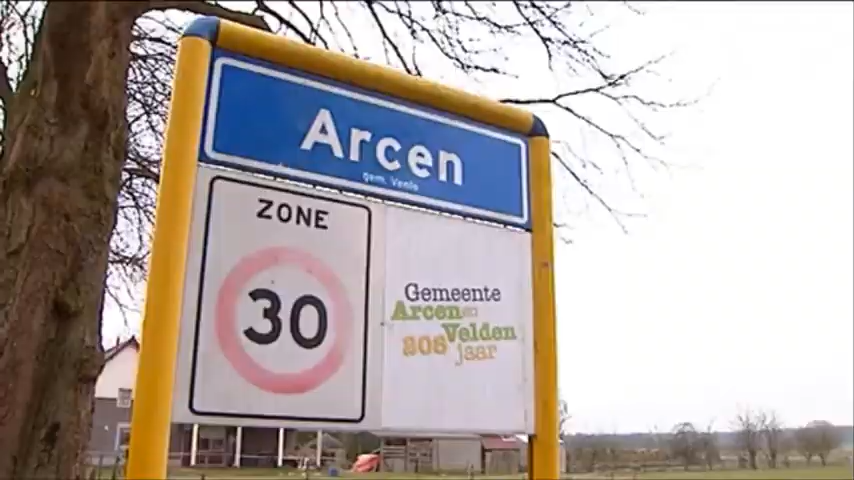 Arcen
gem. Venlo
ZONE
30
Gemeente
Arcen en
Velden
206 jaar